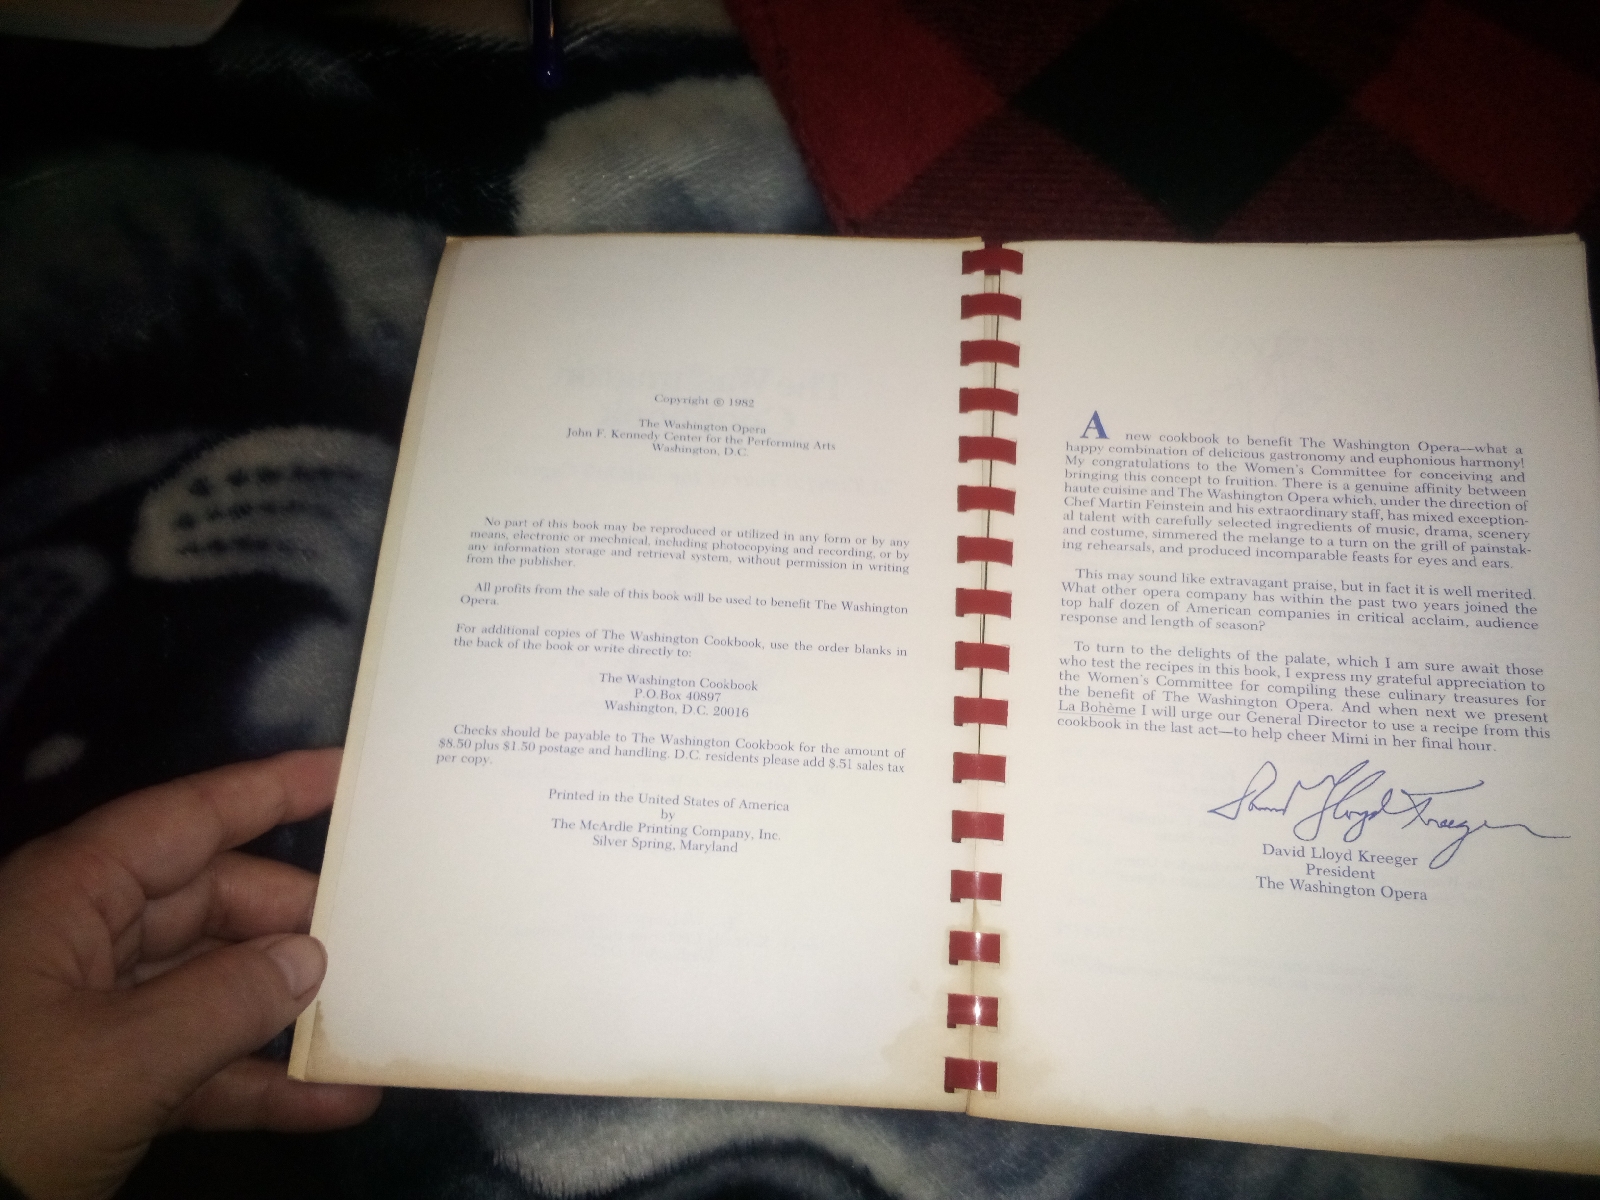 Copyright © 1982
The Washington Opera
John F. Kennedy Center for the Performing Arts
Washington, D.C.
No part of this book may be reproduced or utilized in any form or by any
means, electronic or mechnical, including photocopying and recording, or by
any information storage and retrieval system, without permission in writing
from the publisher.
All profits from the sale of this book will be used to benefit The Washington
Opera.
For additional copies of The Washington Cookbook, use the order blanks in
the back of the book or write directly to:
The Washington Cookbook
P.O.Box 40897
Washington, D.C. 20016
Checks should be payable to The Washington Cookbook for the amount of
$8.50 plus $1.50 postage and handling. D.C. residents please add $.51 sales tax
per copy.
Printed in the United States of America
by
The McArdle Printing Company, Inc.
Silver Spring, Maryland
A new cookbook to benefit The Washington Opera—what a
happy combination of delicious gastronomy and euphonious harmony!
My congratulations to the Women's Committee for conceiving and
bringing this concept to fruition. There is a genuine affinity between
haute cuisine and The Washington Opera which, under the direction of
Chef Martin Feinstein and his extraordinary staff, has mixed exception-
al talent with carefully selected ingredients of music, drama, scenery
and costume, simmered the melange to a turn on the grill of painstak-
ing rehearsals, and produced incomparable feasts for eyes and ears.
This may sound like extravagant praise, but in fact it is well merited.
What other opera company has within the past two years joined the
top half dozen of American companies in critical acclaim, audience
response and length of season?
To turn to the delights of the palate, which I am sure await those
who test the recipes in this book, I express my grateful appreciation to
the Women's Committee for compiling these culinary treasures for
the benefit of The Washington Opera. And when next we present
La Bohème I will urge our General Director to use a recipe from this
cookbook in the last act—to help cheer Mimi in her final hour.
David Lloyd Kreeger
David Lloyd Kreeger
President
The Washington Opera